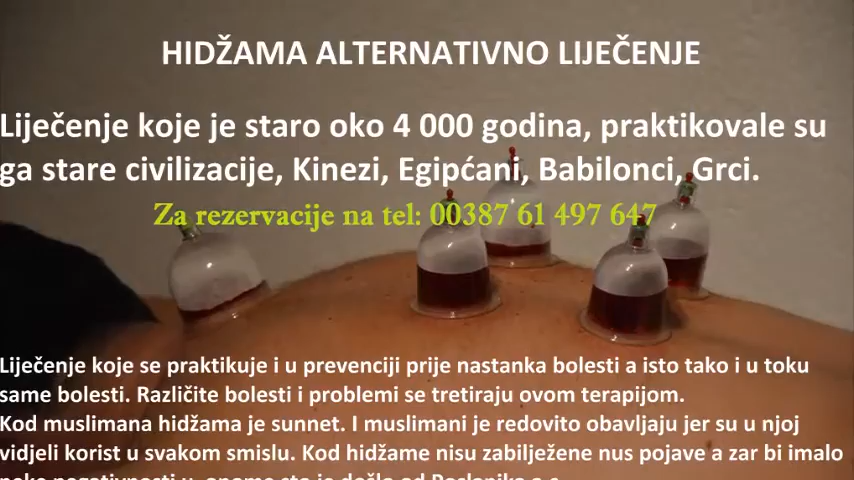 HIDŽAMA ALTERNATIVNO LIJEČENJE
Liječenje koje je staro oko 4 000 godina, praktikovale su
ga stare civilizacije, Kinezi, Egipćani, Babilonci, Grci.
Za rezervacije na tel: 00387 61 497 647
Liječenje koje se praktikuje i u prevenciji prije nastanka bolesti a isto tako i u toku
same bolesti. Različite bolesti i problemi se tretiraju ovom terapijom.
Kod muslimana hidžama je sunnet. I muslimani je redovito obavljaju jer su u njoj
vidjeli korist u svakom smislu. Kod hidžame nisu zabilježene nus pojave a zar bi imalo